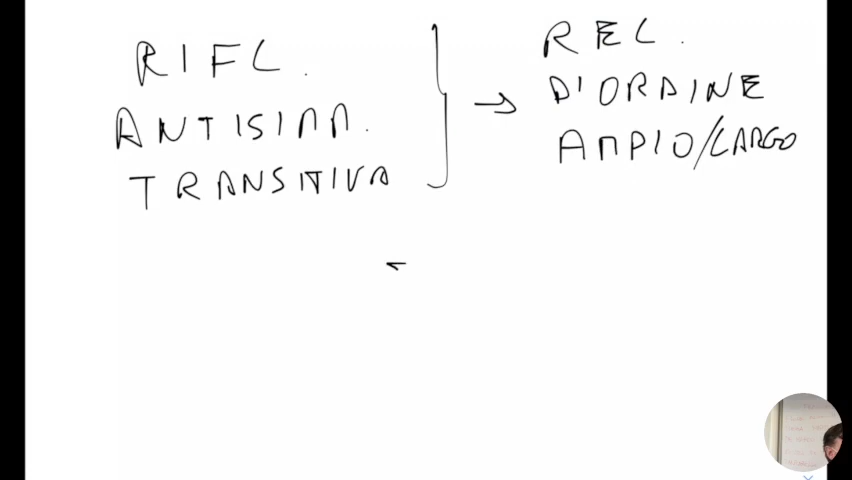 RIFL.
ANTISIMM.
TRANSITIVA
REL.
D'ORDINE
AMPIO/LARGO